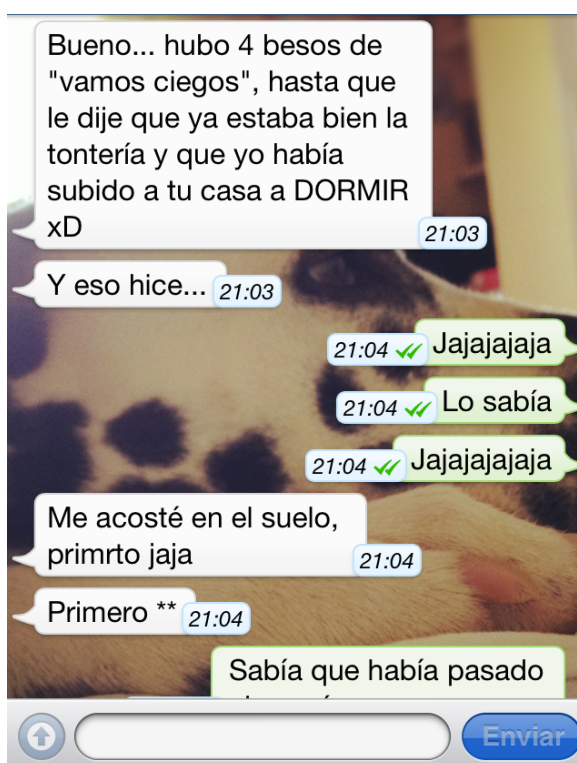 Bueno... hubo 4 besos de
"vamos ciegos", hasta que
le dije que ya estaba bien la
tontería y que yo había
subido a tu casa a DORMIR
xD
21:03
Y eso hice... 21:03
21:04 Jajajajaja
21:04 Lo sabía
21:04 Jajajajajaja
Me acosté en el suelo,
primrto jaja
21:04
Primero ** 21:04
Sabía que había pasado
Enviar